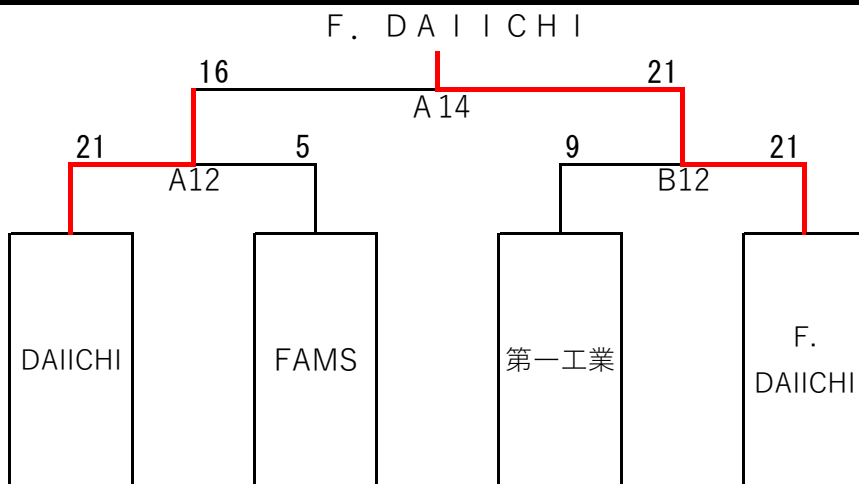 F. DAIICHI
16 21
A14
21 5 9 21
A12 B12
DAIICHI FAMS 第一工業 F.
DAIICHI